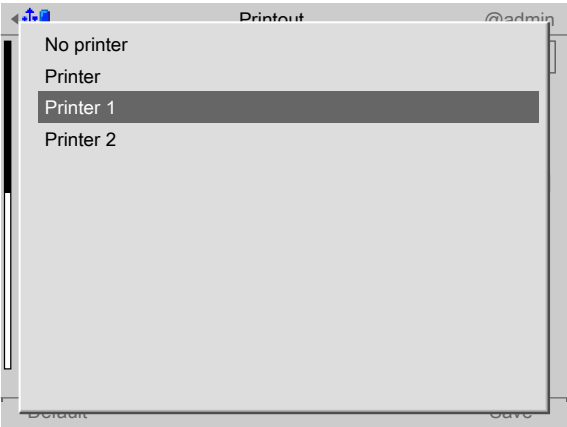 Printout @admin
No printer
Printer
Printer 1
Printer 2
Default Save